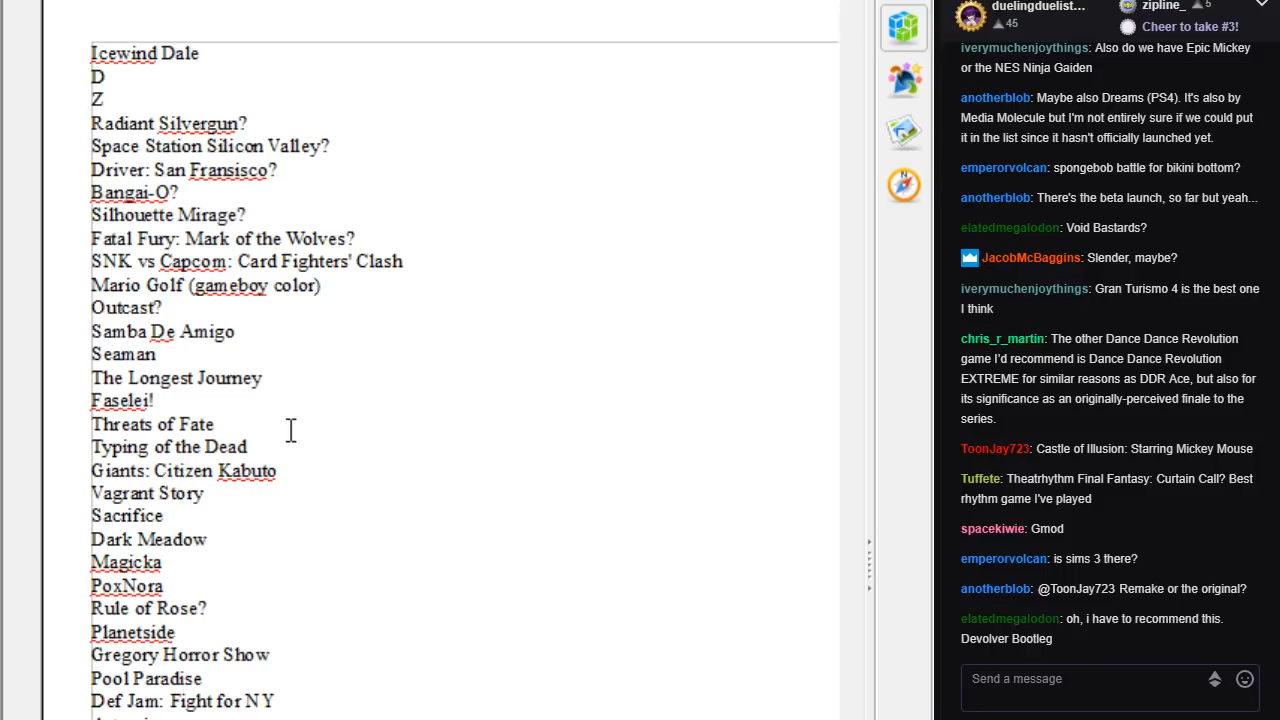 Icewind Dale
D
Z
Radiant Silvergun?
Space Station Silicon Valley?
Driver: San Fransisco?
Bangai-O?
Silhouette Mirage?
Fatal Fury: Mark of the Wolves?
SNK vs Capcom: Card Fighters' Clash
Mario Golf (gameboy color)
Outcast?
Samba De Amigo
Seaman
The Longest Journey
Faselei!
Threats of Fate
Typing of the Dead
Giants: Citizen Kabuto
Vagrant Story
Sacrifice
Dark Meadow
Magicka
PoxNora
Rule of Rose?
Planetside
Gregory Horror Show
Pool Paradise
Def Jam: Fight for NY
duelingduelist...
45
zipline_ 5
Cheer to take #3!
iverymuchenjoythings: Also do we have Epic Mickey
or the NES Ninja Gaiden
anotherblob: Maybe also Dreams (PS4). It's also by
Media Molecule but I'm not entirely sure if we could put
it in the list since it hasn't officially launched yet.
emperorvolcan: spongebob battle for bikini bottom?
anotherblob: There's the beta launch, so far but yeah...
elatedmegalodon: Void Bastards?
JacobMcBaggins: Slender, maybe?
iverymuchenjoythings: Gran Turismo 4 is the best one
I think
chris_r_martin: The other Dance Dance Revolution
game I'd recommend is Dance Dance Revolution
EXTREME for similar reasons as DDR Ace, but also for
its significance as an originally-perceived finale to the
series.
ToonJay723: Castle of Illusion: Starring Mickey Mouse
Tuffete: Theatrhythm Final Fantasy: Curtain Call? Best
rhythm game I've played
spacekiwie: Gmod
emperorvolcan: is sims 3 there?
anotherblob: @ToonJay723 Remake or the original?
elatedmegalodon: oh, i have to recommend this.
Devolver Bootleg
Send a message